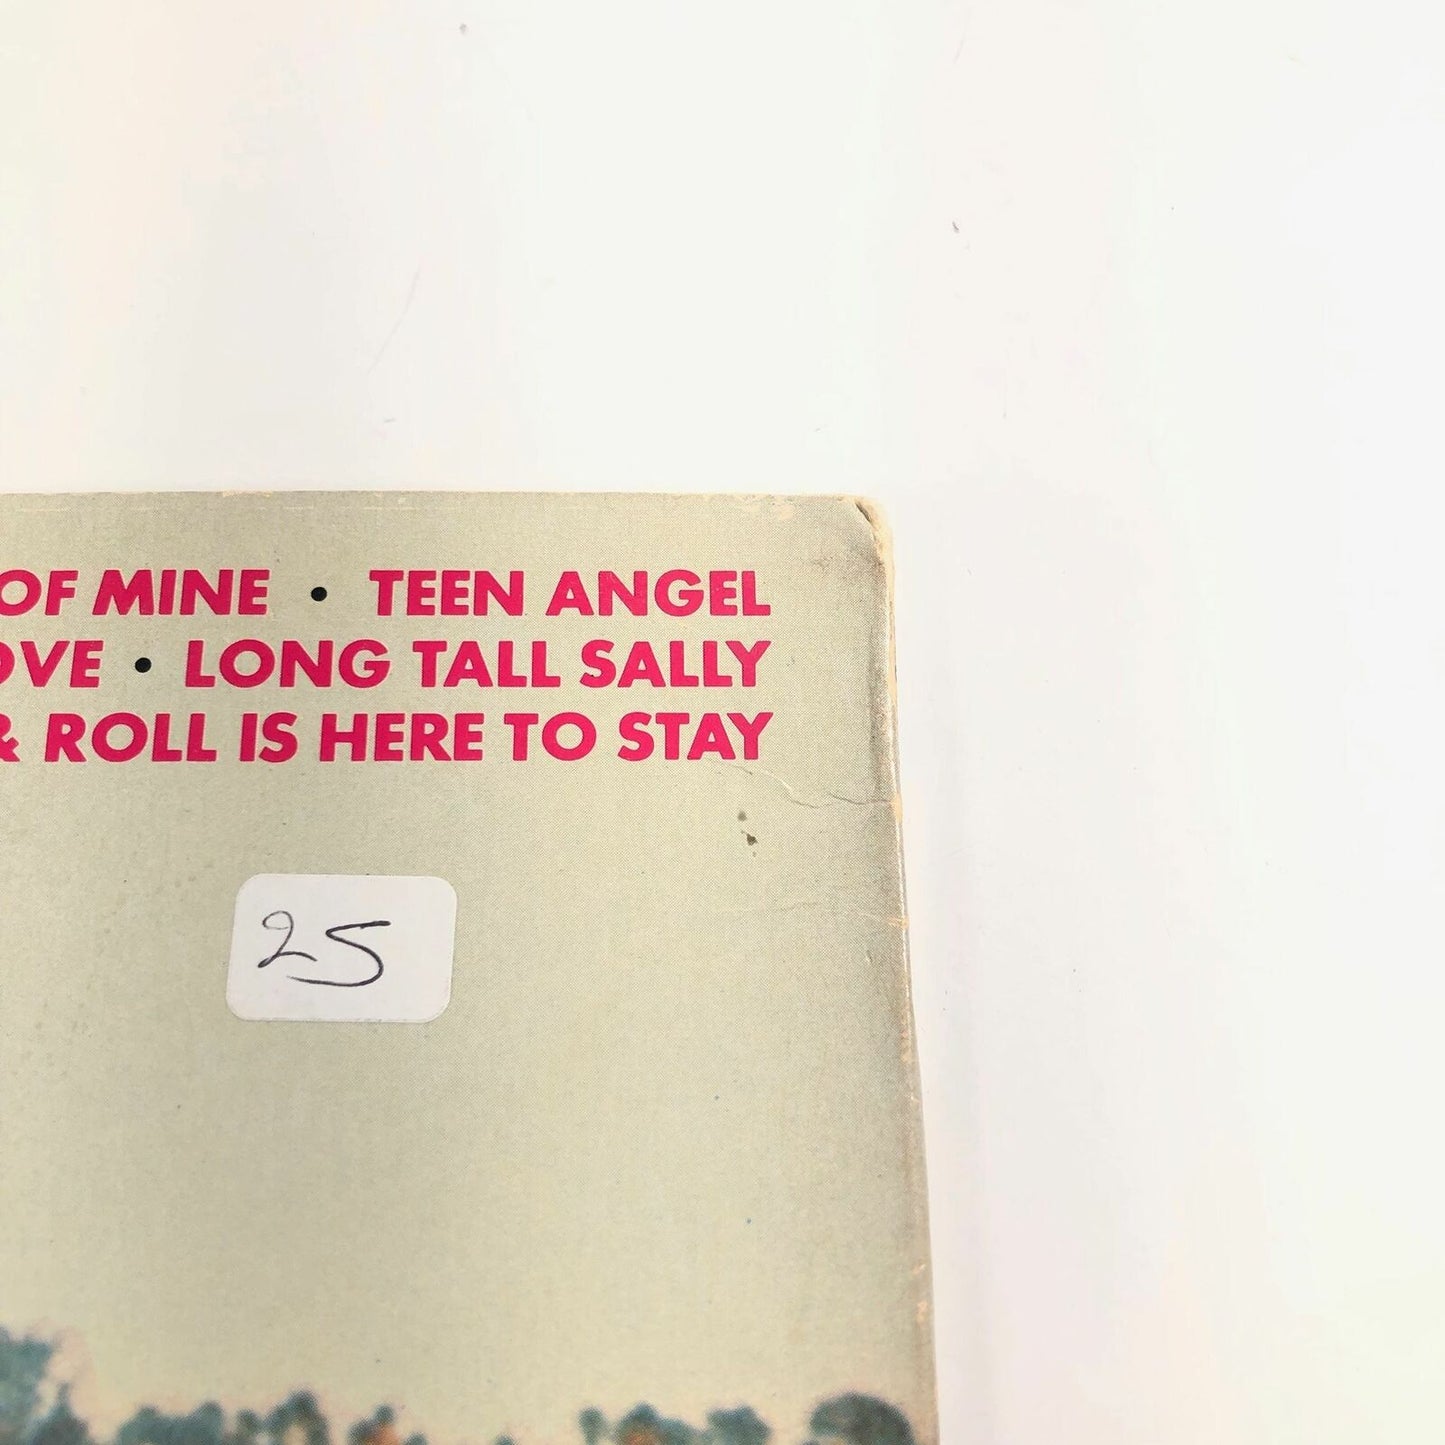 OF MINE • TEEN ANGEL
OVE • LONG TALL SALLY
& ROLL IS HERE TO STAY
25